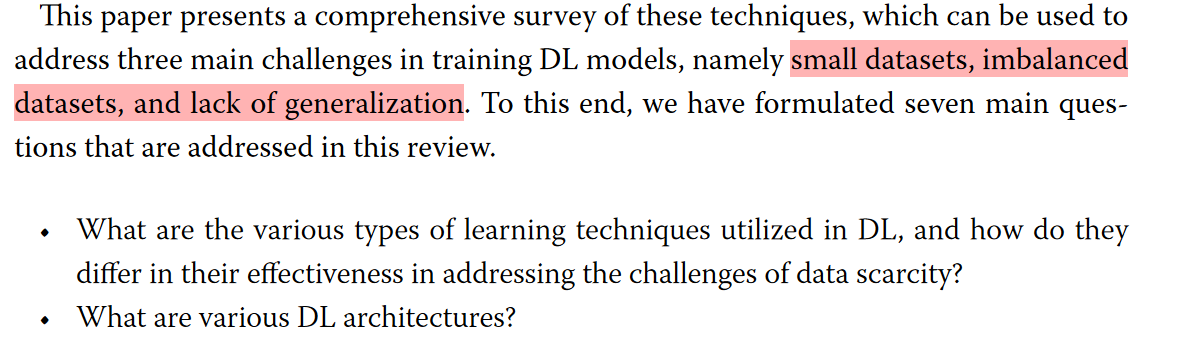 This paper presents a comprehensive survey of these techniques, which can be used to
address three main challenges in training DL models, namely small datasets, imbalanced
datasets, and lack of generalization. To this end, we have formulated seven main ques-
tions that are addressed in this review.
• What are the various types of learning techniques utilized in DL, and how do they
differ in their effectiveness in addressing the challenges of data scarcity?
• What are various DL architectures?